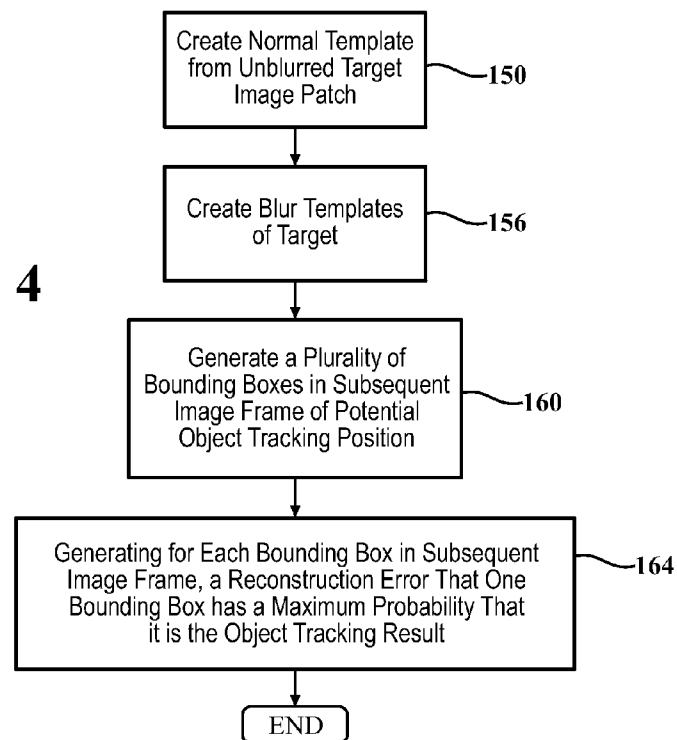 Create Normal Template
from Unblurred Target
Image Patch
150
Create Blur Templates
of Target
156
4
Generate a Plurality of
Bounding Boxes in Subsequent
Image Frame of Potential
Object Tracking Position
160
Generating for Each Bounding Box in Subsequent
Image Frame, a Reconstruction Error That One
Bounding Box has a Maximum Probability That
it is the Object Tracking Result
164
END